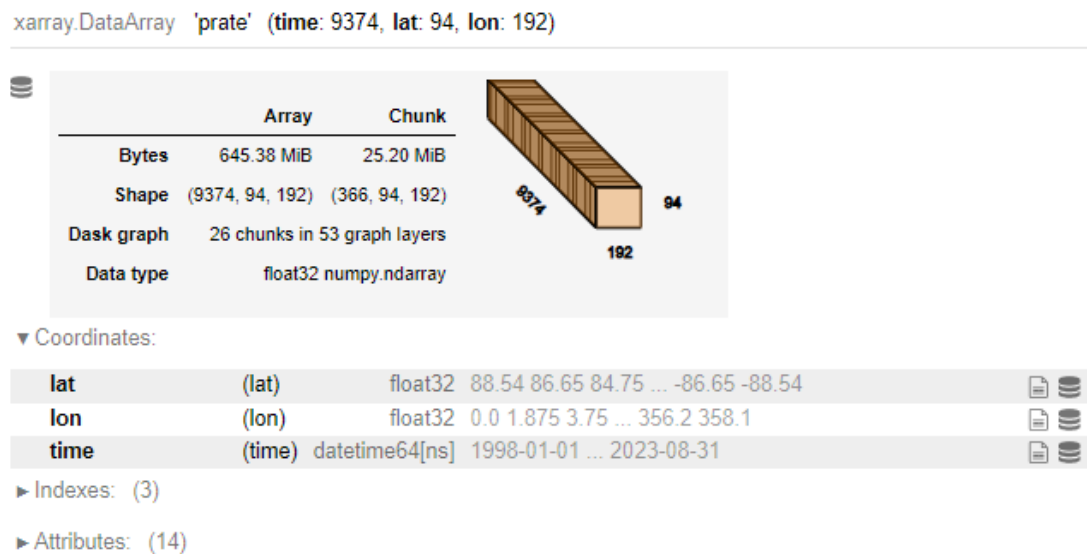 xarray.DataArray 'prate' (time: 9374, lat: 94, lon: 192)
Array Chunk
Bytes 645.38 MiB 25.20 MiB
Shape (9374, 94, 192) (366, 94, 192)
Dask graph 26 chunks in 53 graph layers
Data type float32 numpy.ndarray
9374
94
192
▼ Coordinates:
lat (lat) float32 88.54 86.65 84.75 ... -86.65 -88.54
lon (lon) float32 0.0 1.875 3.75 ... 356.2 358.1
time (time) datetime64[ns] 1998-01-01 ... 2023-08-31
► Indexes: (3)
► Attributes: (14)